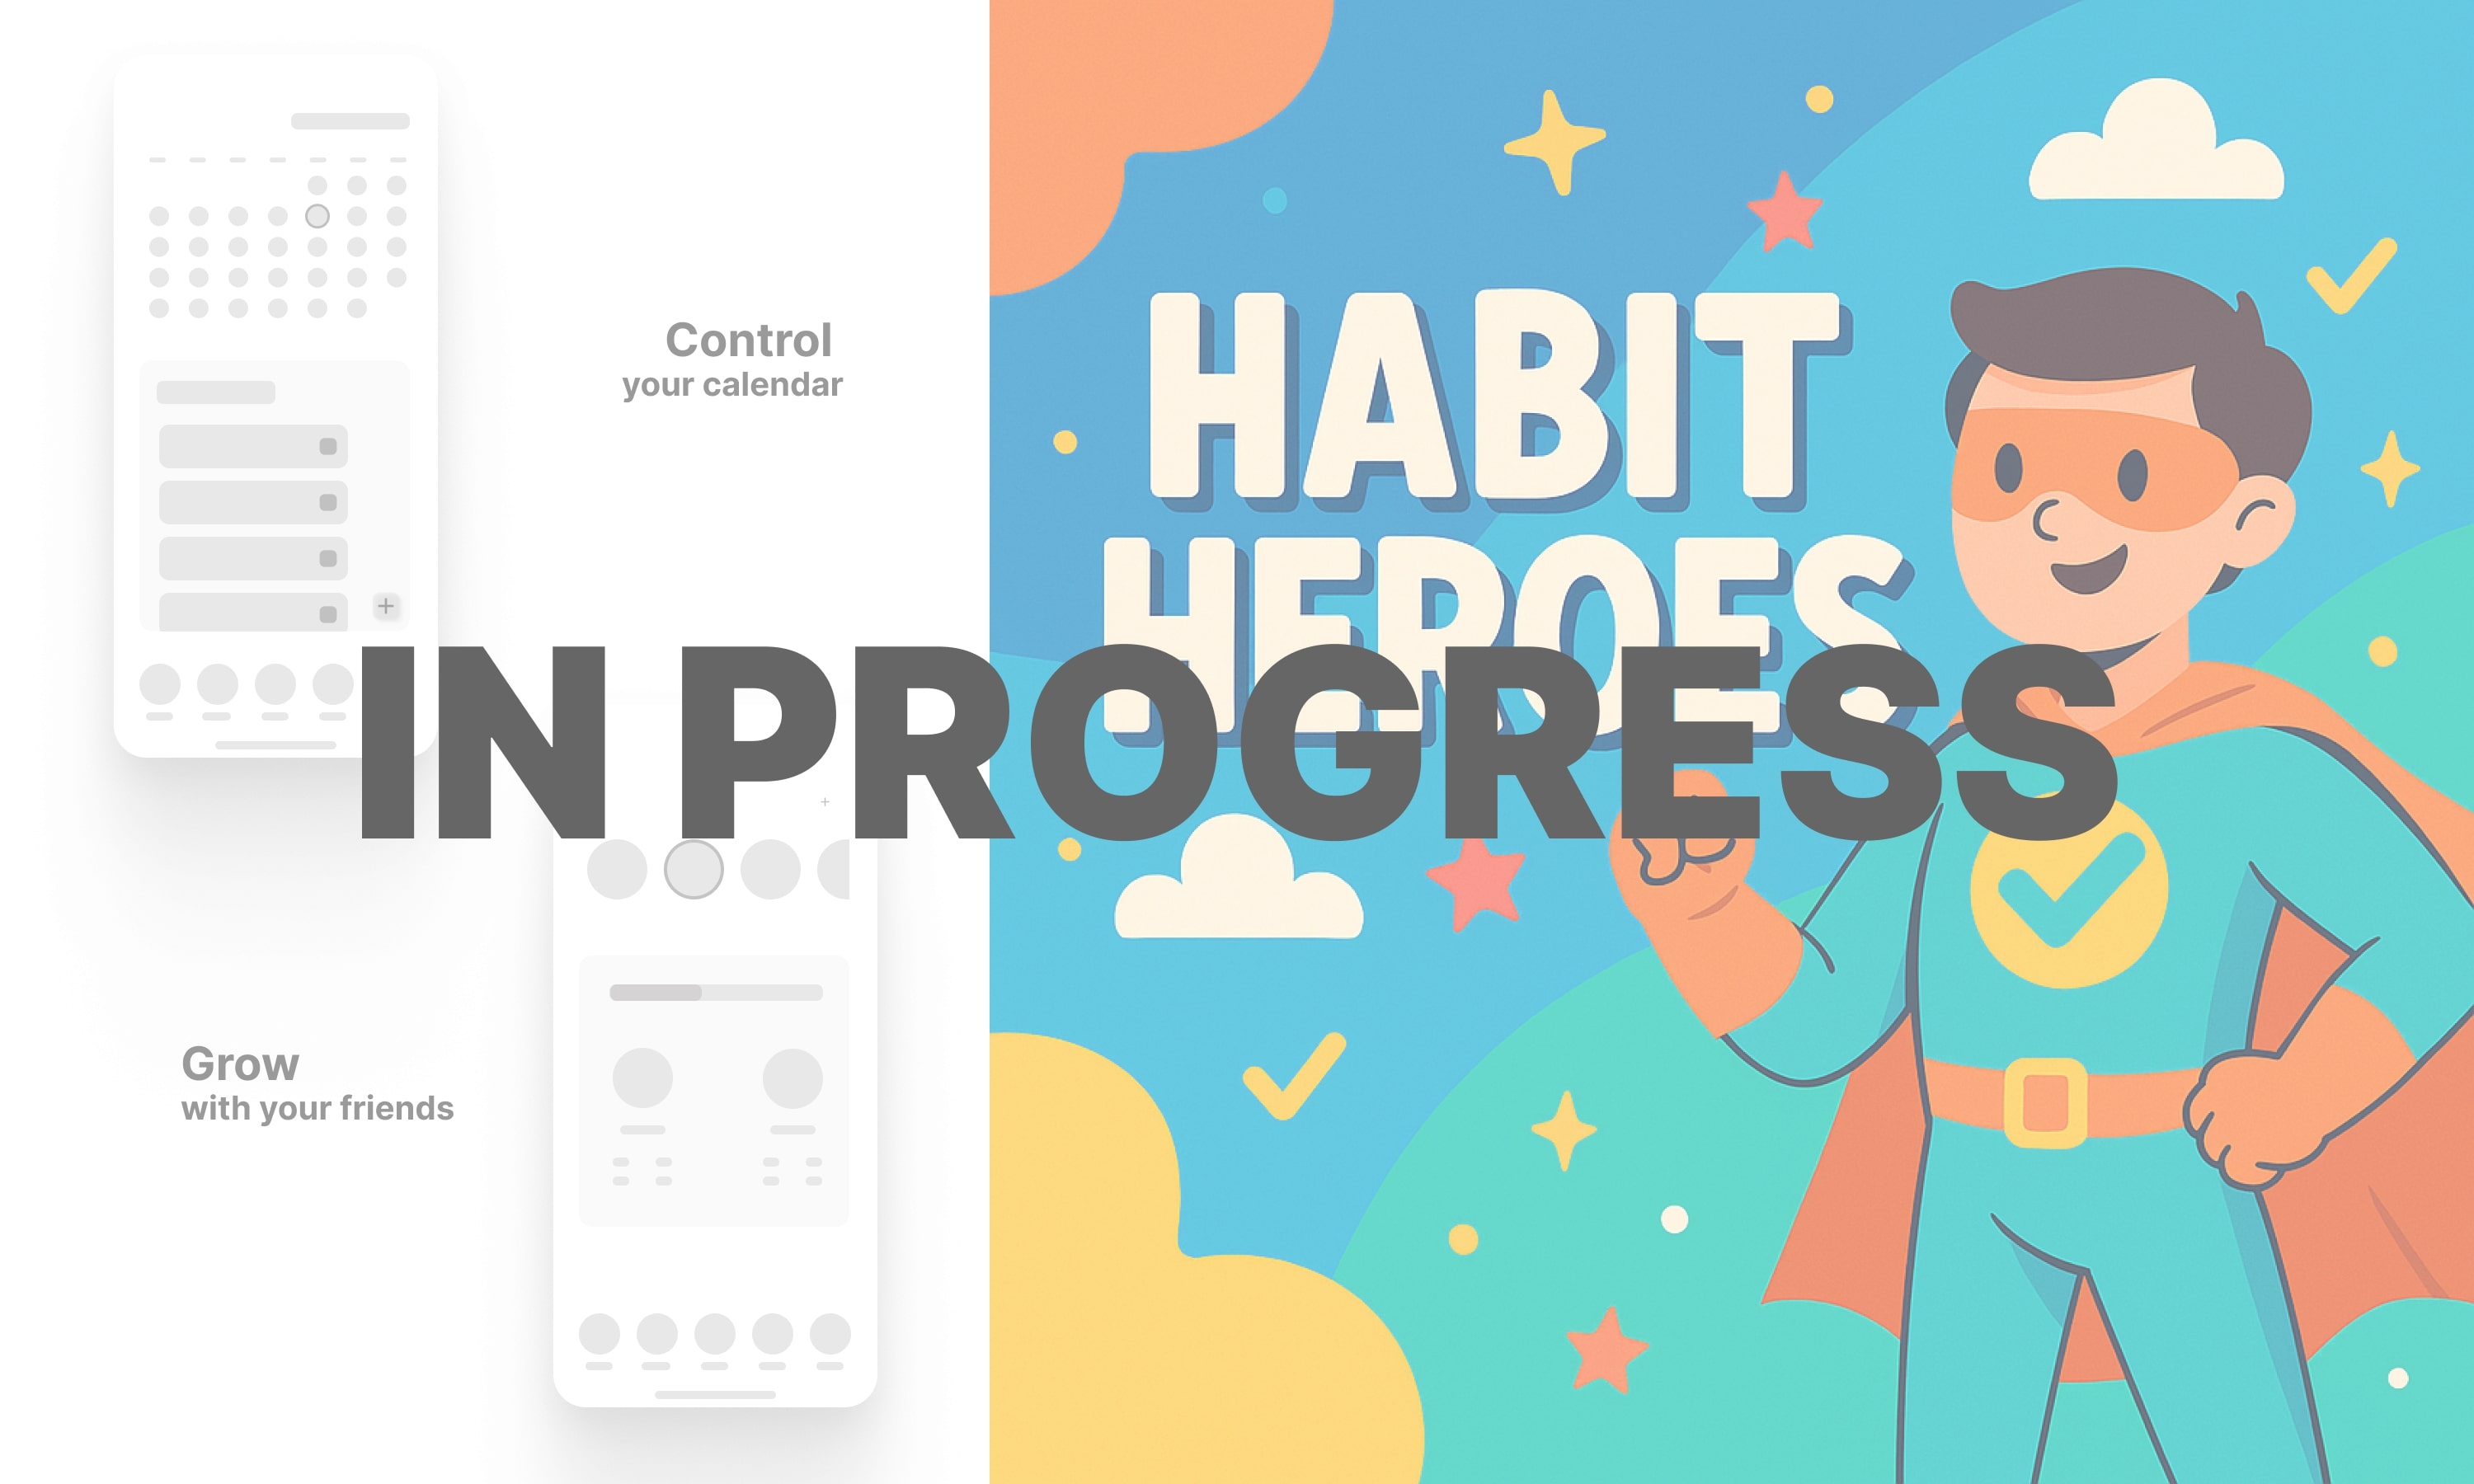 Control
your calendar
HABIT
HEROES
IN PROGRESS
Grow
with your friends